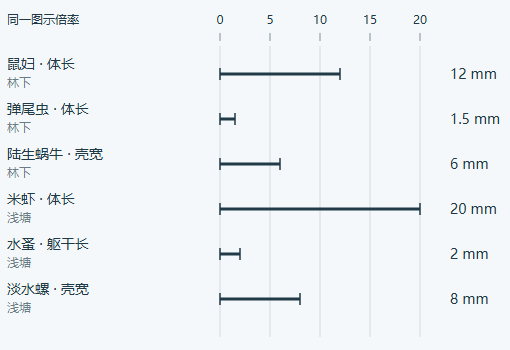 同一图示倍率 0 5 10 15 20
鼠妇 · 体长
林下
12 mm
弹尾虫 · 体长
林下
1.5 mm
陆生蜗牛 · 壳宽
林下
6 mm
米虾 · 体长
浅塘
20 mm
水蚤 · 躯干长
浅塘
2 mm
淡水螺 · 壳宽
浅塘
8 mm